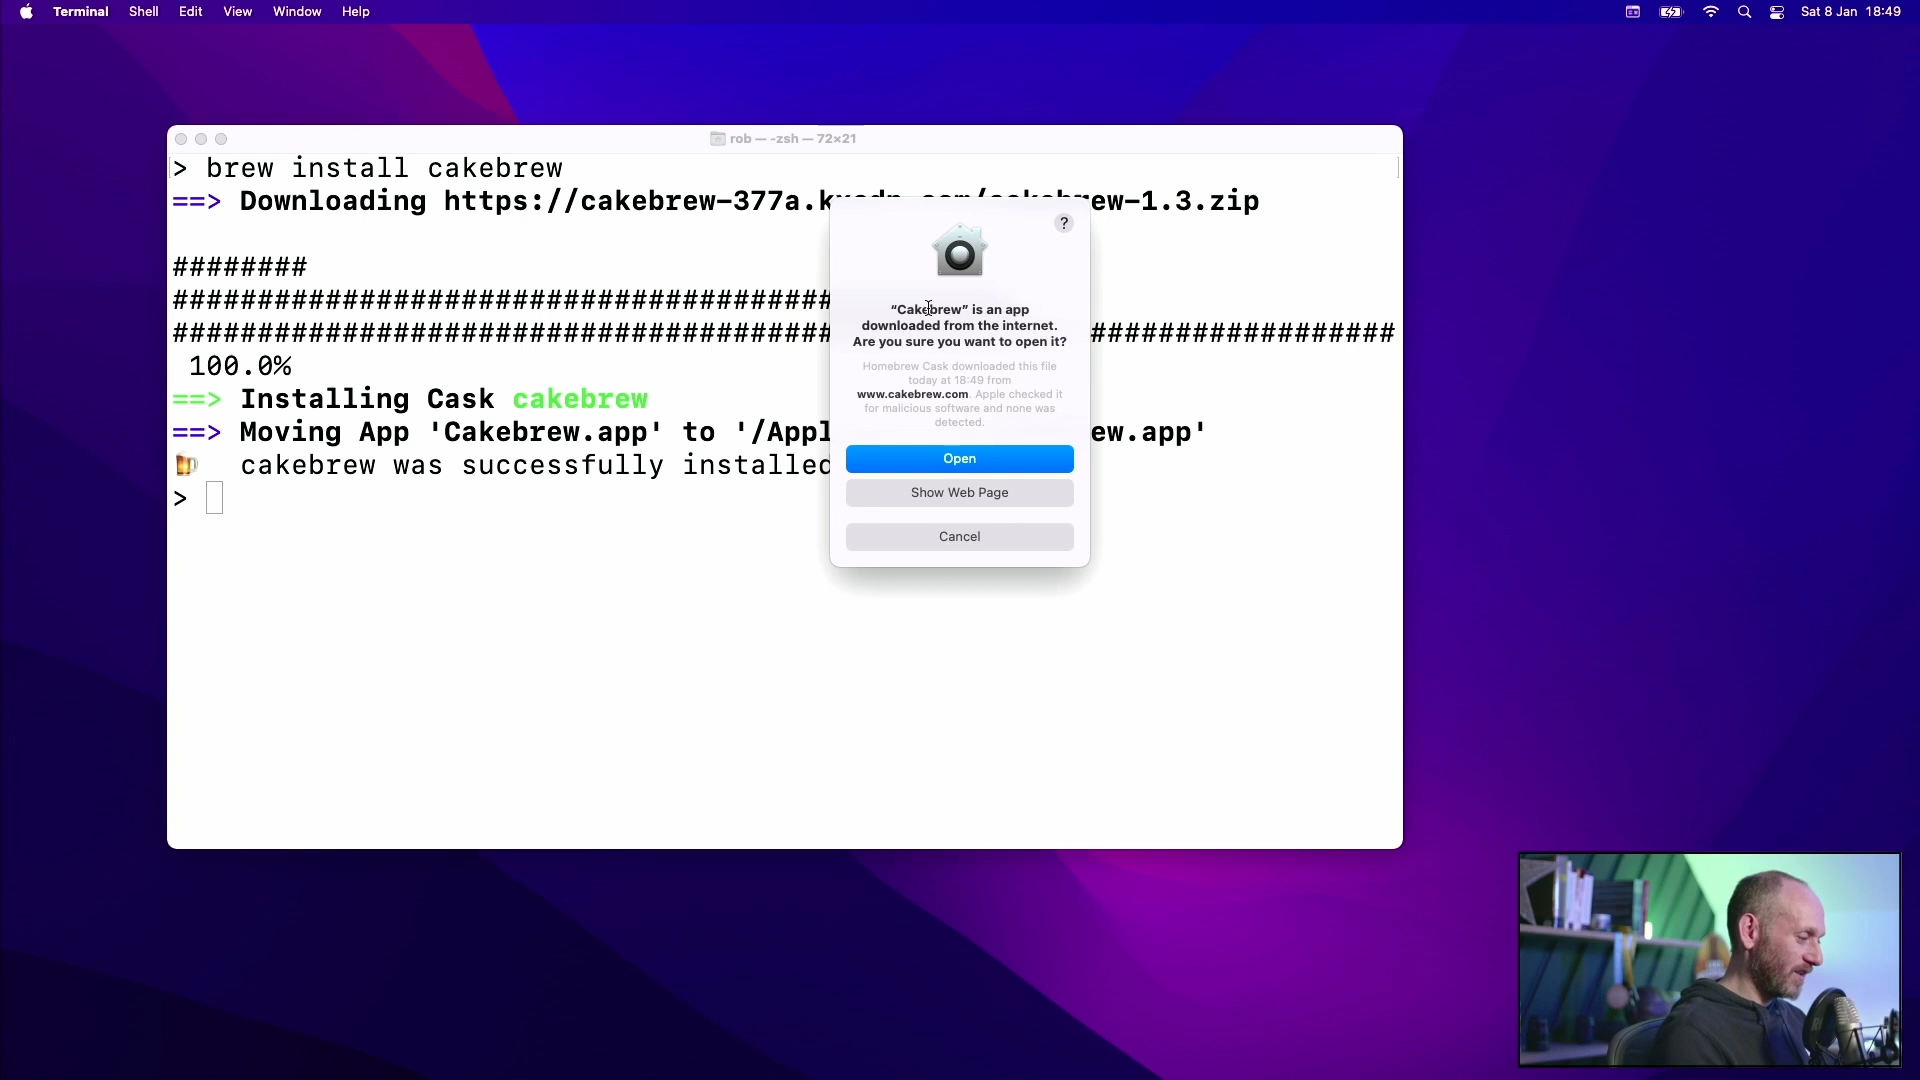 Terminal Shell Edit View Window Help Sat 8 Jan 18:49
rob — -zsh — 72×21
> brew install cakebrew
==> Downloading https://cakebrew-377a. ew-1.3.zip
########
#######################################
####################################### ##################
100.0%
==> Installing Cask cakebrew
==> Moving App 'Cakebrew.app' to '/Appl ew.app'
cakebrew was successfully installed
>
?
“Cakebrew” is an app
downloaded from the internet.
Are you sure you want to open it?
Homebrew Cask downloaded this file
today at 18:49 from
www.cakebrew.com. Apple checked it
for malicious software and none was
detected.
Open
Show Web Page
Cancel